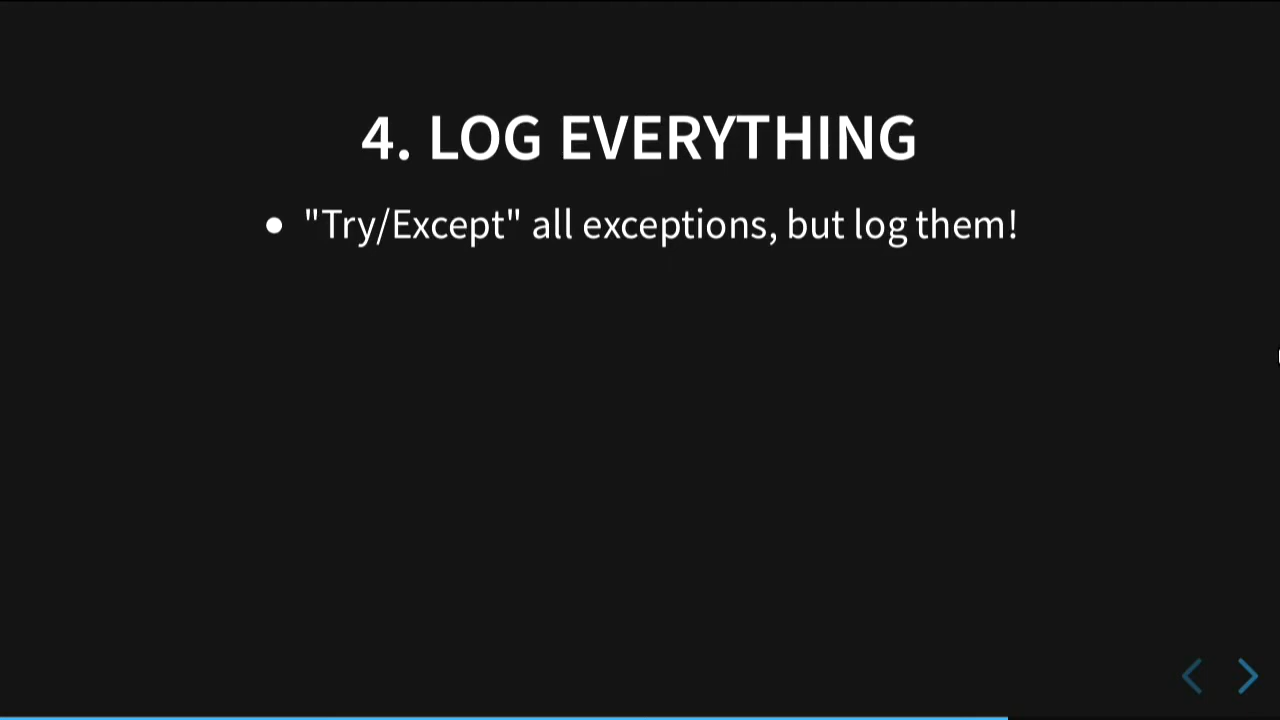 4. LOG EVERYTHING
• "Try/Except" all exceptions, but log them!